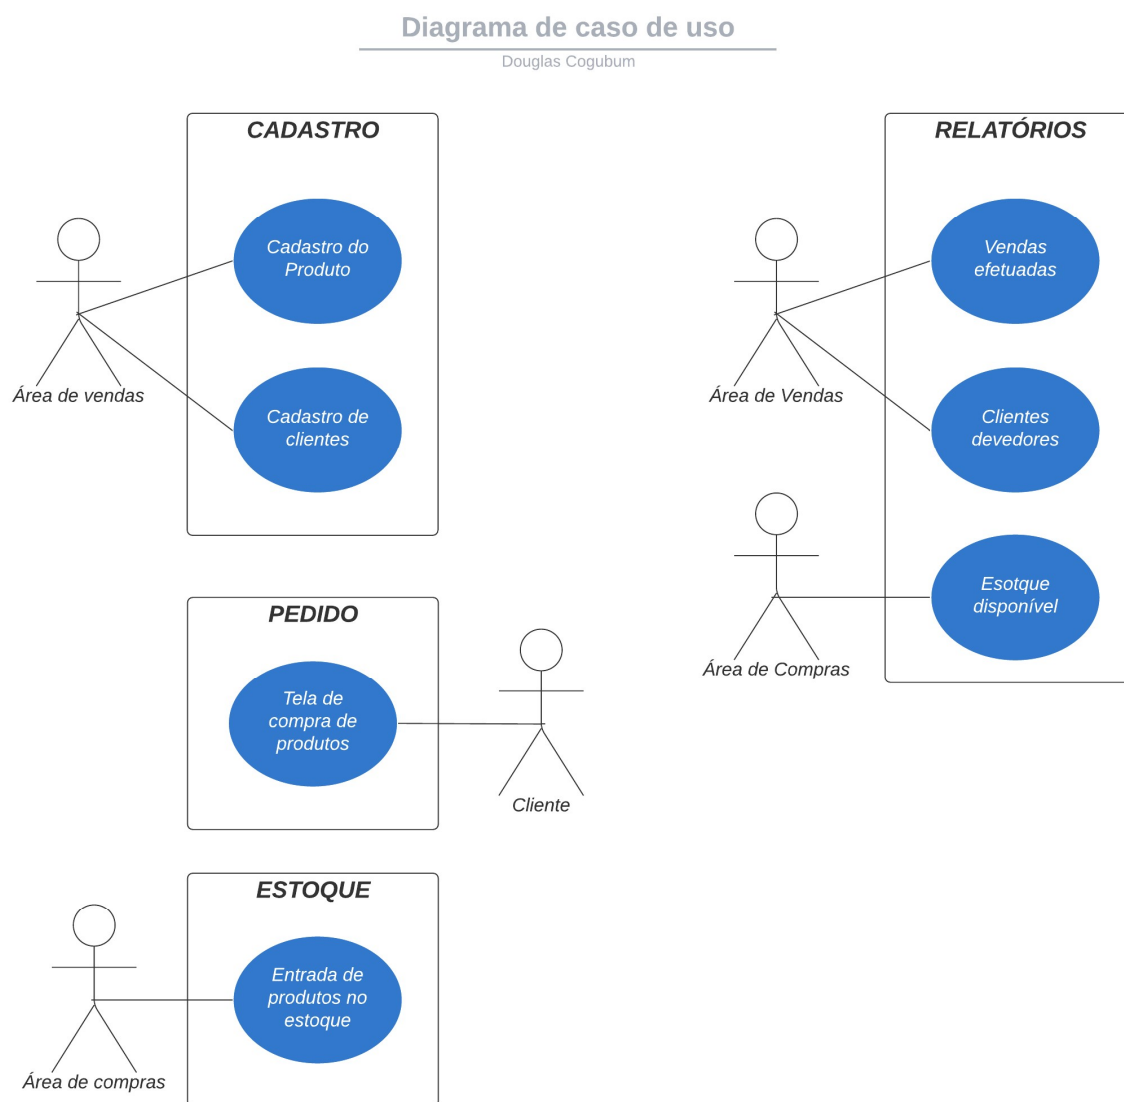 Diagrama de caso de uso
Douglas Cogubum
CADASTRO
Cadastro do
Produto
Área de vendas
Cadastro de
clientes
PEDIDO
Tela de
compra de
produtos
Cliente
ESTOQUE
Entrada de
produtos no
estoque
Área de compras
RELATÓRIOS
Vendas
efetuadas
Área de Vendas
Clientes
devedores
Esotque
disponível
Área de Compras